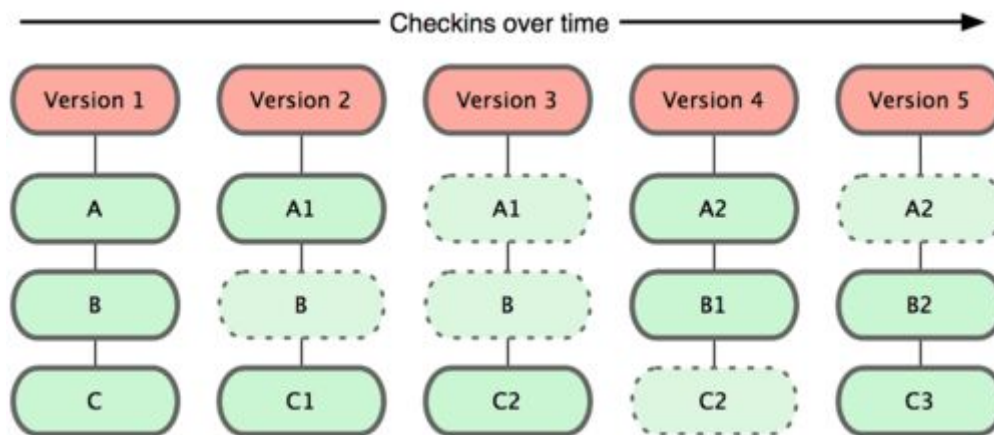 Checkins over time
Version 1 Version 2 Version 3 Version 4 Version 5
A A1 A1 A2 A2
B B B B1 B2
C C1 C2 C2 C3